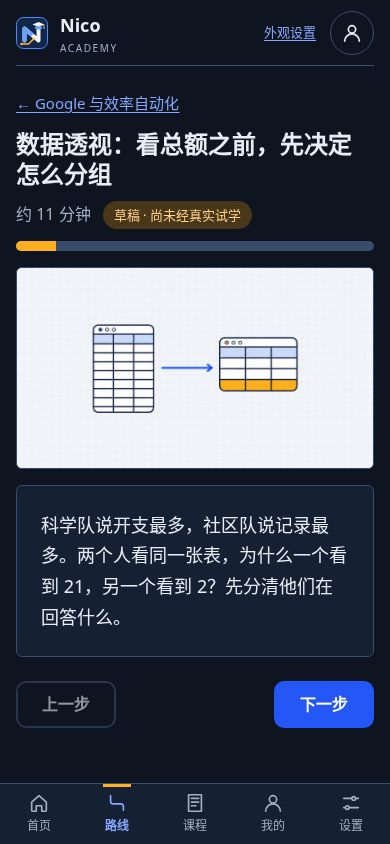 Nico
ACADEMY
外观设置
← Google 与效率自动化
数据透视：看总额之前，先决定
怎么分组
约 11 分钟
草稿 · 尚未经真实试学
科学队说开支最多，社区队说记录最
多。两个人看同一张表，为什么一个看
到 21，另一个看到 2？先分清他们在
回答什么。
上一步
下一步
首页
路线
课程
我的
设置